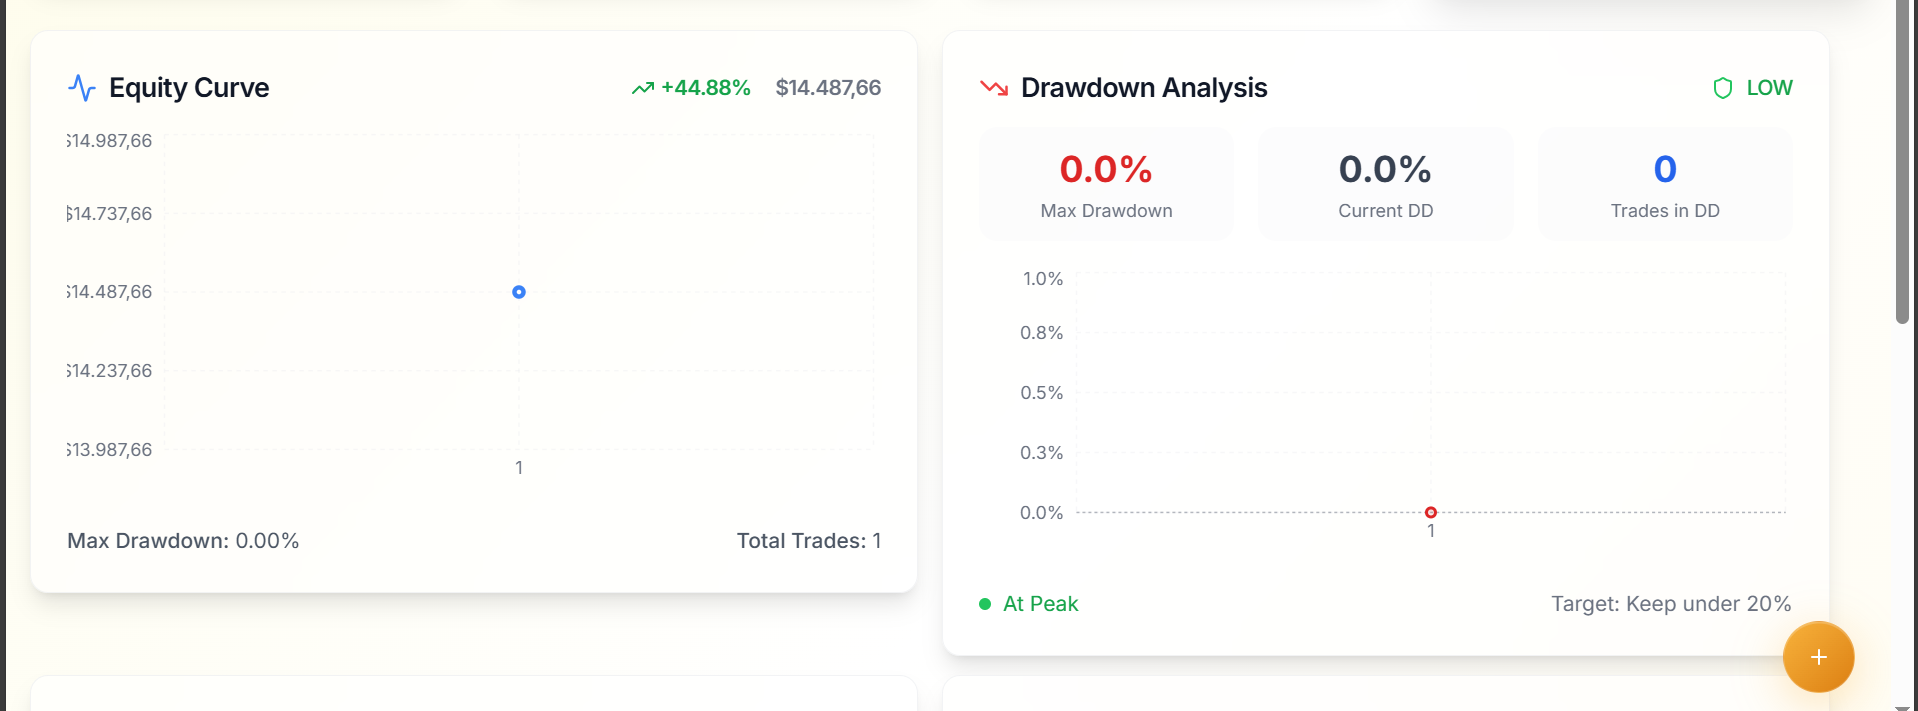 Equity Curve
+44.88% $14.487,66
$14.987,66
$14.737,66
$14.487,66
$14.237,66
$13.987,66
1
Max Drawdown: 0.00%
Total Trades: 1
Drawdown Analysis
LOW
0.0%
Max Drawdown
0.0%
Current DD
0
Trades in DD
1.0%
0.8%
0.5%
0.3%
0.0%
1
At Peak
Target: Keep under 20%
+